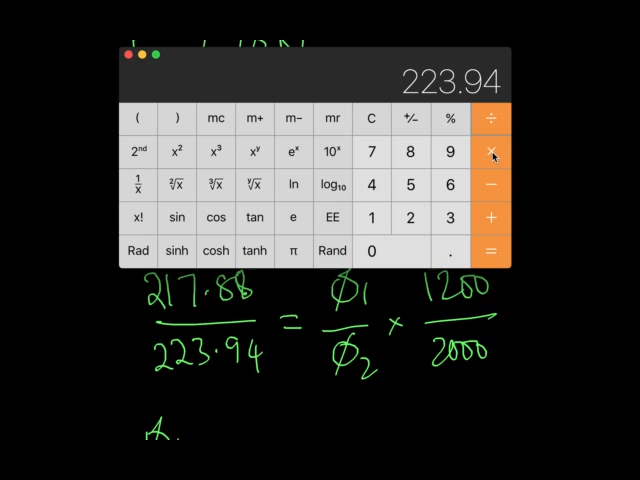 223.94
( ) mc m+ m− mr C +/− % ÷
2nd x² x³ xʸ eˣ 10ˣ 7 8 9 ×
1/x ²√x ³√x ʸ√x ln log₁₀ 4 5 6 −
x! sin cos tan e EE 1 2 3 +
Rad sinh cosh tanh π Rand 0 . =
217.88 / 223.94 = ϕ1 / ϕ2 × 1200 / 2000